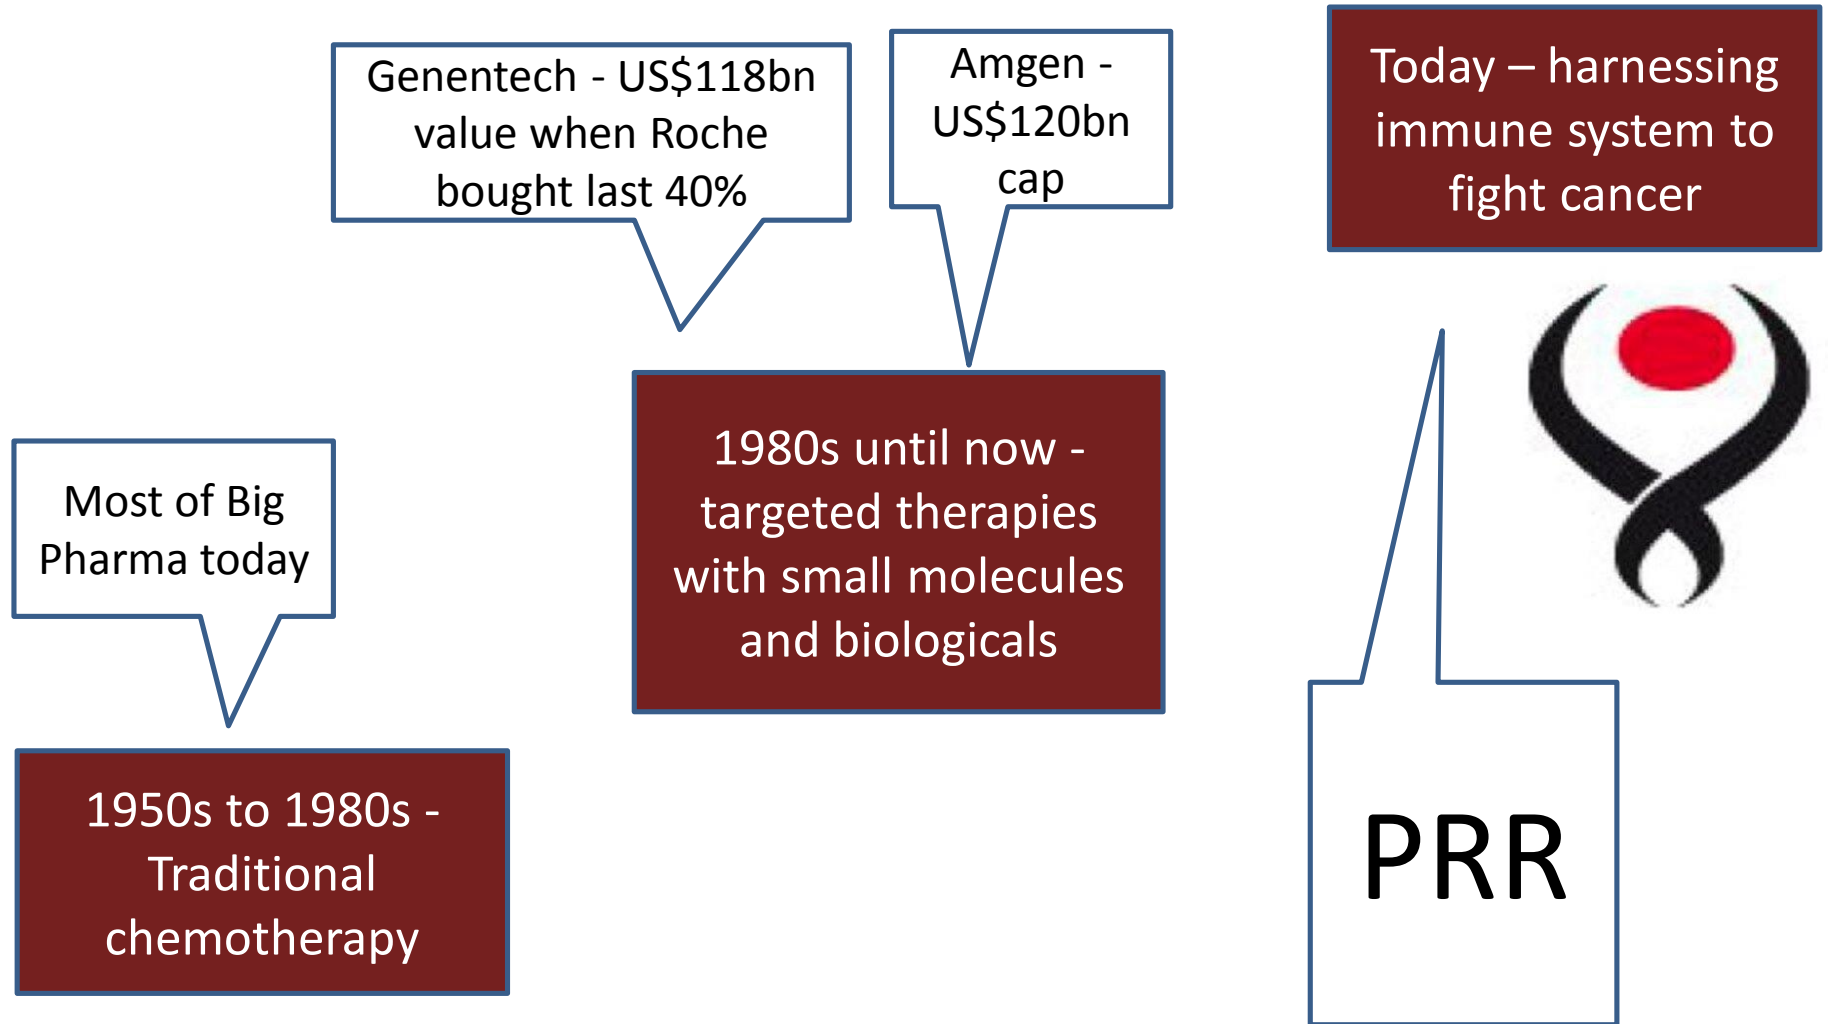 Genentech - US$118bn
value when Roche
bought last 40%
Amgen -
US$120bn
cap
Today – harnessing
immune system to
fight cancer
Most of Big
Pharma today
1980s until now -
targeted therapies
with small molecules
and biologicals
1950s to 1980s -
Traditional
chemotherapy
PRR